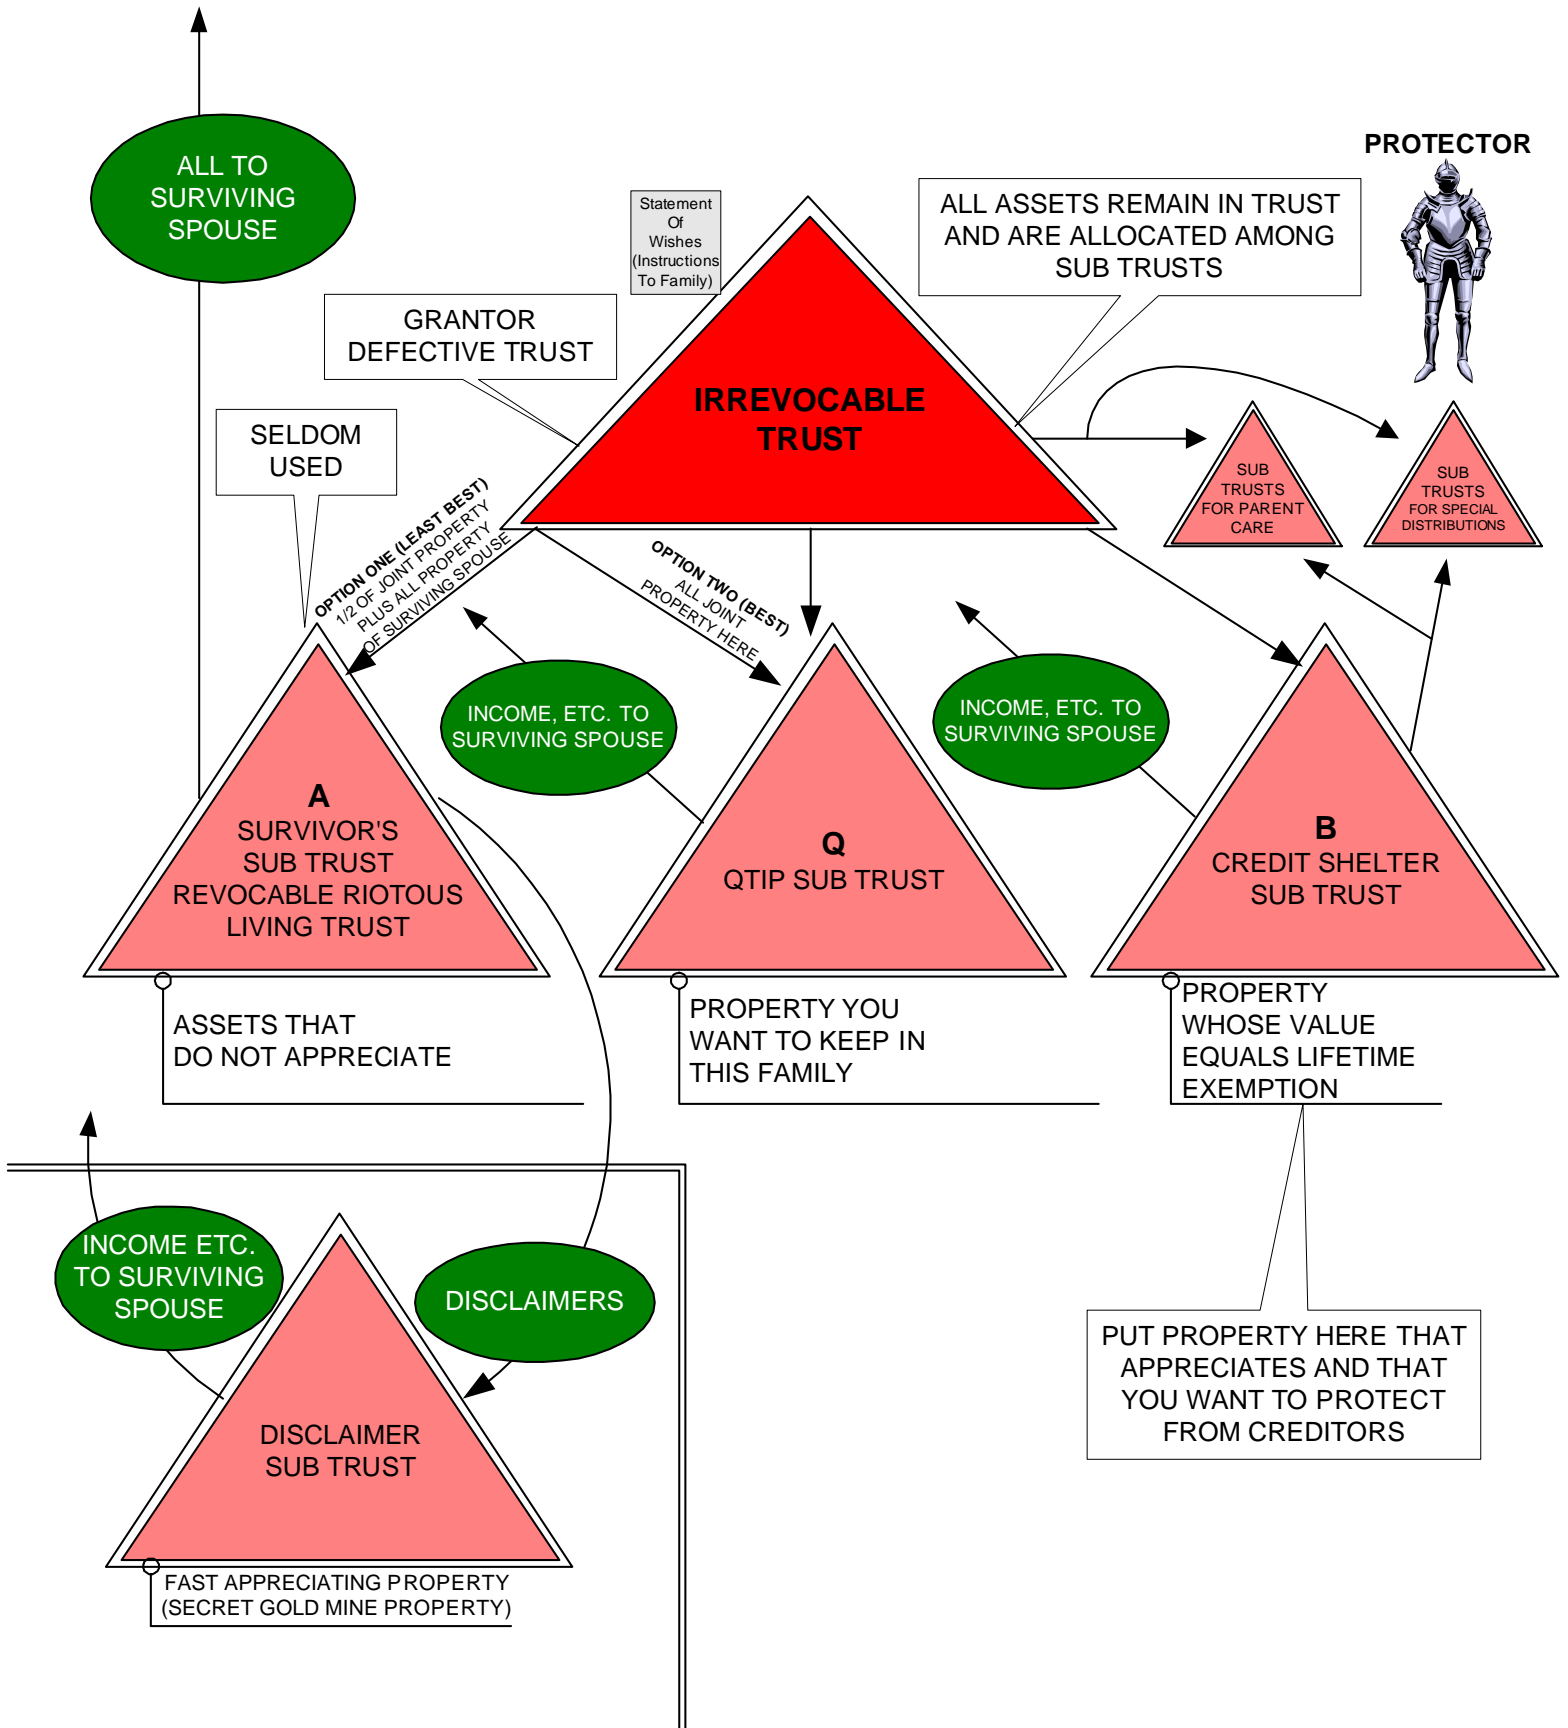 ALL TO
SURVIVING
SPOUSE
PROTECTOR
Statement
Of
Wishes
(Instructions
To Family)
ALL ASSETS REMAIN IN TRUST
AND ARE ALLOCATED AMONG
SUB TRUSTS
GRANTOR
DEFECTIVE TRUST
IRREVOCABLE
TRUST
SELDOM
USED
SUB
TRUSTS
FOR PARENT
CARE
SUB
TRUSTS
FOR SPECIAL
DISTRIBUTIONS
OPTION ONE (LEAST BEST)
1/2 OF JOINT PROPERTY
PLUS ALL PROPERTY
OF SURVIVING SPOUSE
OPTION TWO (BEST)
ALL JOINT
PROPERTY HERE
INCOME, ETC. TO
SURVIVING SPOUSE
INCOME, ETC. TO
SURVIVING SPOUSE
A
SURVIVOR'S
SUB TRUST
REVOCABLE RIOTOUS
LIVING TRUST
Q
QTIP SUB TRUST
B
CREDIT SHELTER
SUB TRUST
ASSETS THAT
DO NOT APPRECIATE
PROPERTY YOU
WANT TO KEEP IN
THIS FAMILY
PROPERTY
WHOSE VALUE
EQUALS LIFETIME
EXEMPTION
INCOME ETC.
TO SURVIVING
SPOUSE
DISCLAIMERS
PUT PROPERTY HERE THAT
APPRECIATES AND THAT
YOU WANT TO PROTECT
FROM CREDITORS
DISCLAIMER
SUB TRUST
FAST APPRECIATING PROPERTY
(SECRET GOLD MINE PROPERTY)